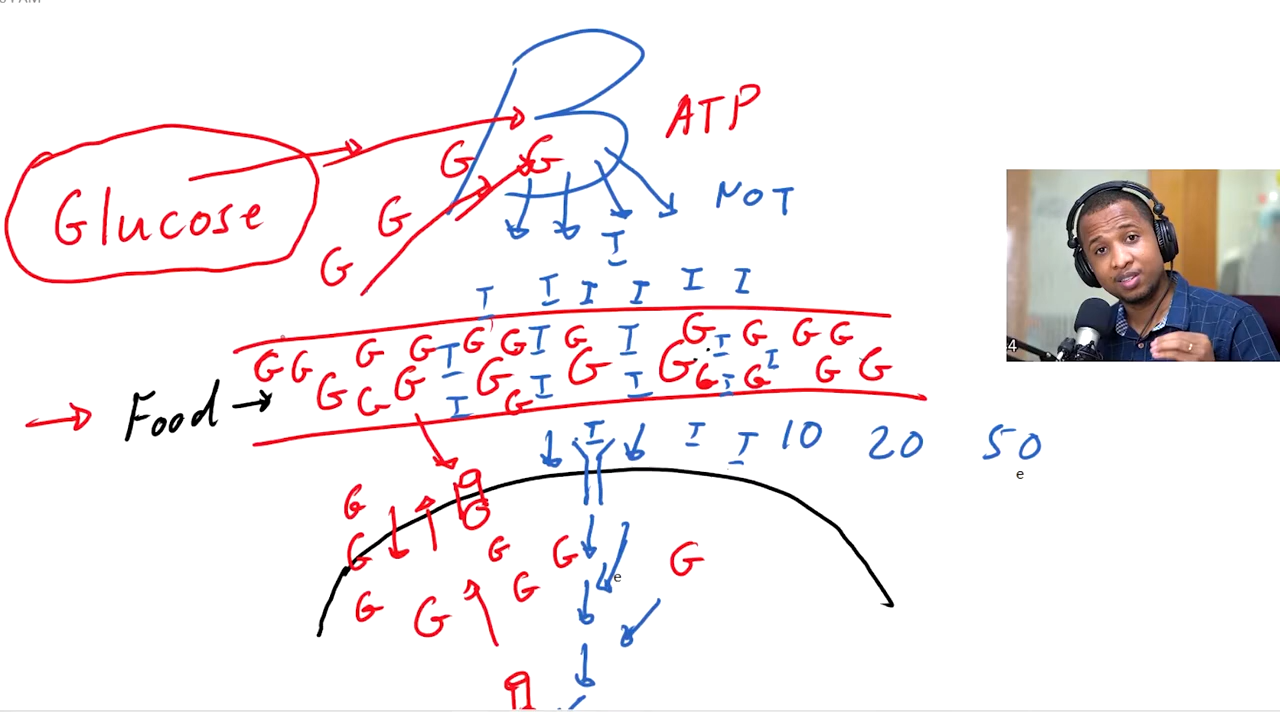 ATP
G G
Glucose
G
NOT
G
I
I I I I I I
G G G G G I G I G I G G G
G G G G I G I G I G G I G I G G
Food
I G
I
I I 10 20 50
e
G G
G G G G
e
G G G